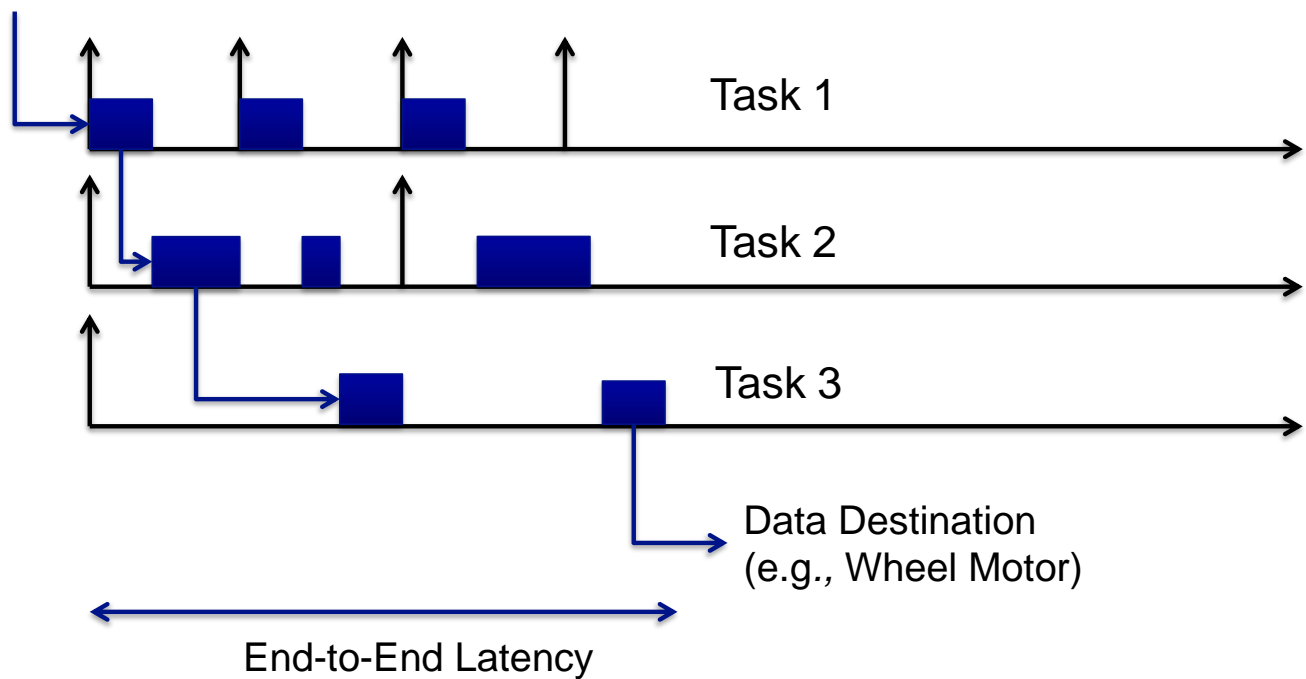 Task 1
Task 2
Task 3
Data Destination
(e.g., Wheel Motor)
End-to-End Latency